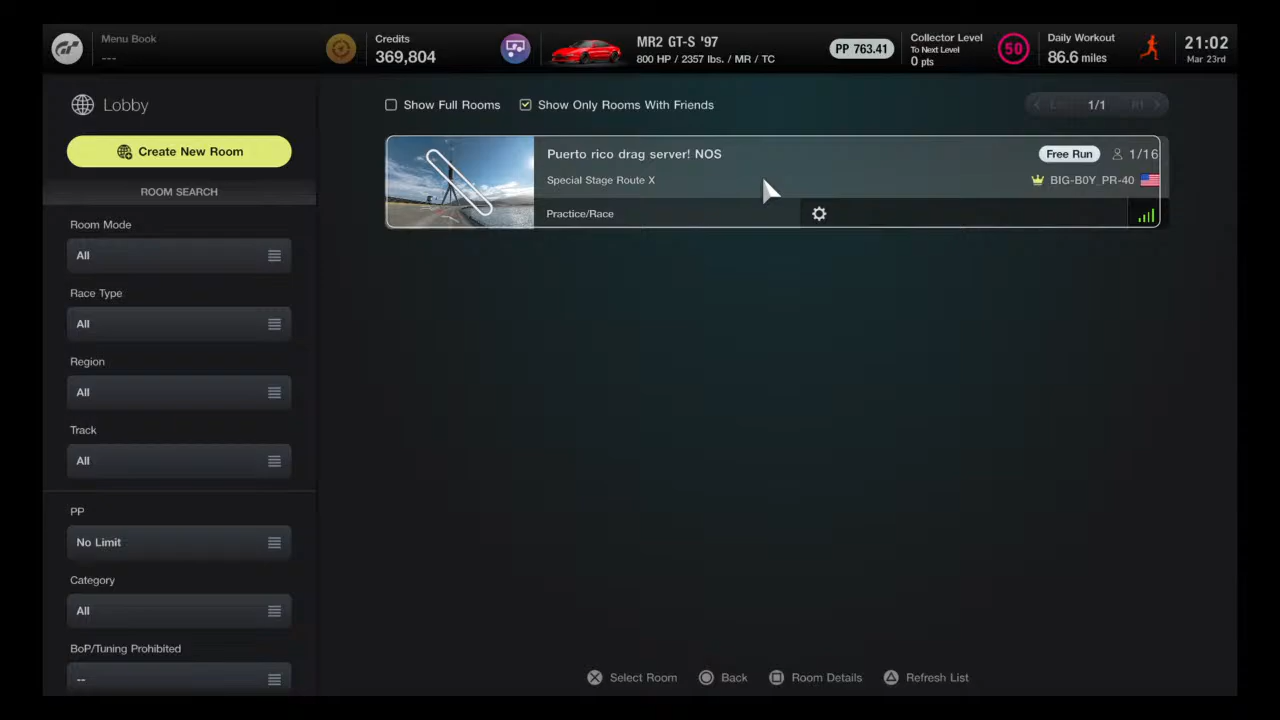 Menu Book
---
Credits
369,804
MR2 GT-S '97
800 HP / 2357 lbs. / MR / TC
PP 763.41
Collector Level
To Next Level
0 pts
50
Daily Workout
86.6 miles
21:02
Mar 23rd
Lobby
Create New Room
ROOM SEARCH
Room Mode
All
Race Type
All
Region
All
Track
All
PP
No Limit
Category
All
BoP/Tuning Prohibited
--
Show Full Rooms
Show Only Rooms With Friends
1/1
Puerto rico drag server! NOS
Free Run
1/16
Special Stage Route X
BIG-B0Y_PR-40
Practice/Race
Select Room
Back
Room Details
Refresh List